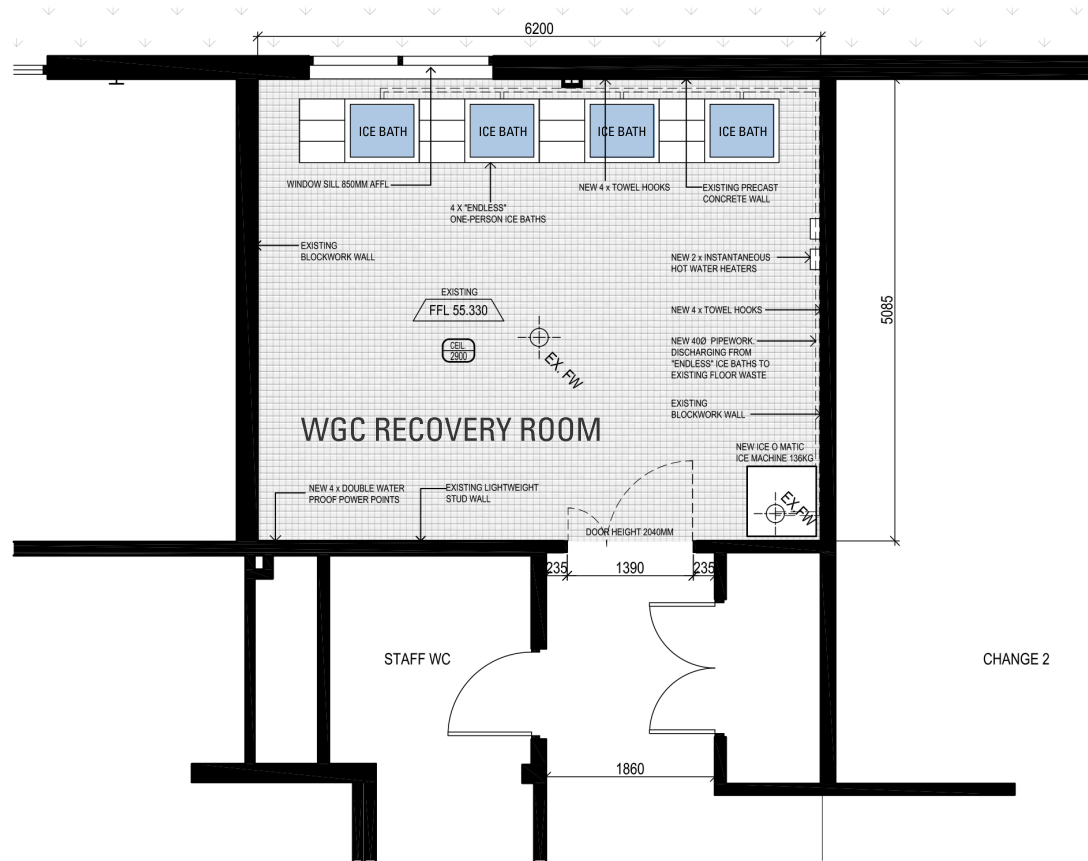 6200
ICE BATH
ICE BATH
ICE BATH
ICE BATH
WINDOW SILL 850MM AFFL
4 X "ENDLESS"
ONE-PERSON ICE BATHS
NEW 4 x TOWEL HOOKS
EXISTING PRECAST
CONCRETE WALL
EXISTING
BLOCKWORK WALL
NEW 2 x INSTANTANEOUS
HOT WATER HEATERS
EXISTING
FFL 55.330
CEIL
2900
EX. FW
NEW 4 x TOWEL HOOKS
5085
NEW 40Ø PIPEWORK.
DISCHARGING FROM
"ENDLESS" ICE BATHS TO
EXISTING FLOOR WASTE
EXISTING
BLOCKWORK WALL
WGC RECOVERY ROOM
NEW ICE O MATIC
ICE MACHINE 136KG
EX.FW
NEW 4 x DOUBLE WATER
PROOF POWER POINTS
EXISTING LIGHTWEIGHT
STUD WALL
DOOR HEIGHT 2040MM
235
1390
235
STAFF WC
CHANGE 2
1860